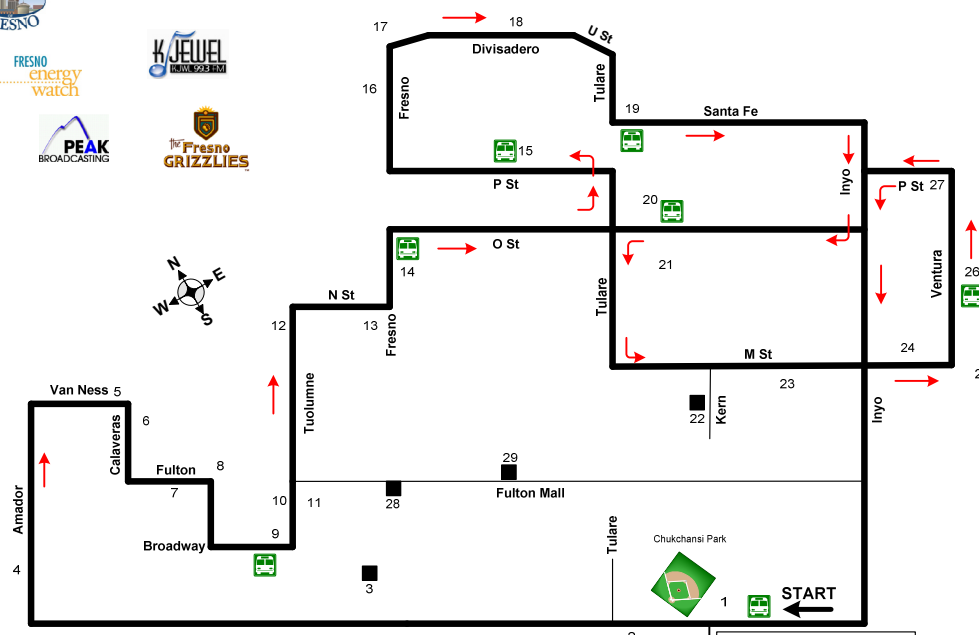 ESNO
FRESNO
energy
watch
K JEWEL
KJWL 99.3 FM
PEAK
BROADCASTING
the Fresno
GRIZZLIES
17
18
Divisadero
U St
16
Fresno
Tulare
19
Santa Fe
15
P St
Inyo
P St
27
20
14
O St
21
Tulare
Ventura
26
N
E
W
S
N St
12
13
Fresno
M St
24
23
2
Van Ness
5
6
Calaveras
Tuolumne
22
Kern
Inyo
Fulton
7
8
29
28
Fulton Mall
10
11
Amador
Broadway
9
4
3
Tulare
Chukchansi Park
1
START